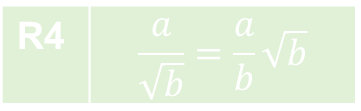 R4 a/√b = a/b √b